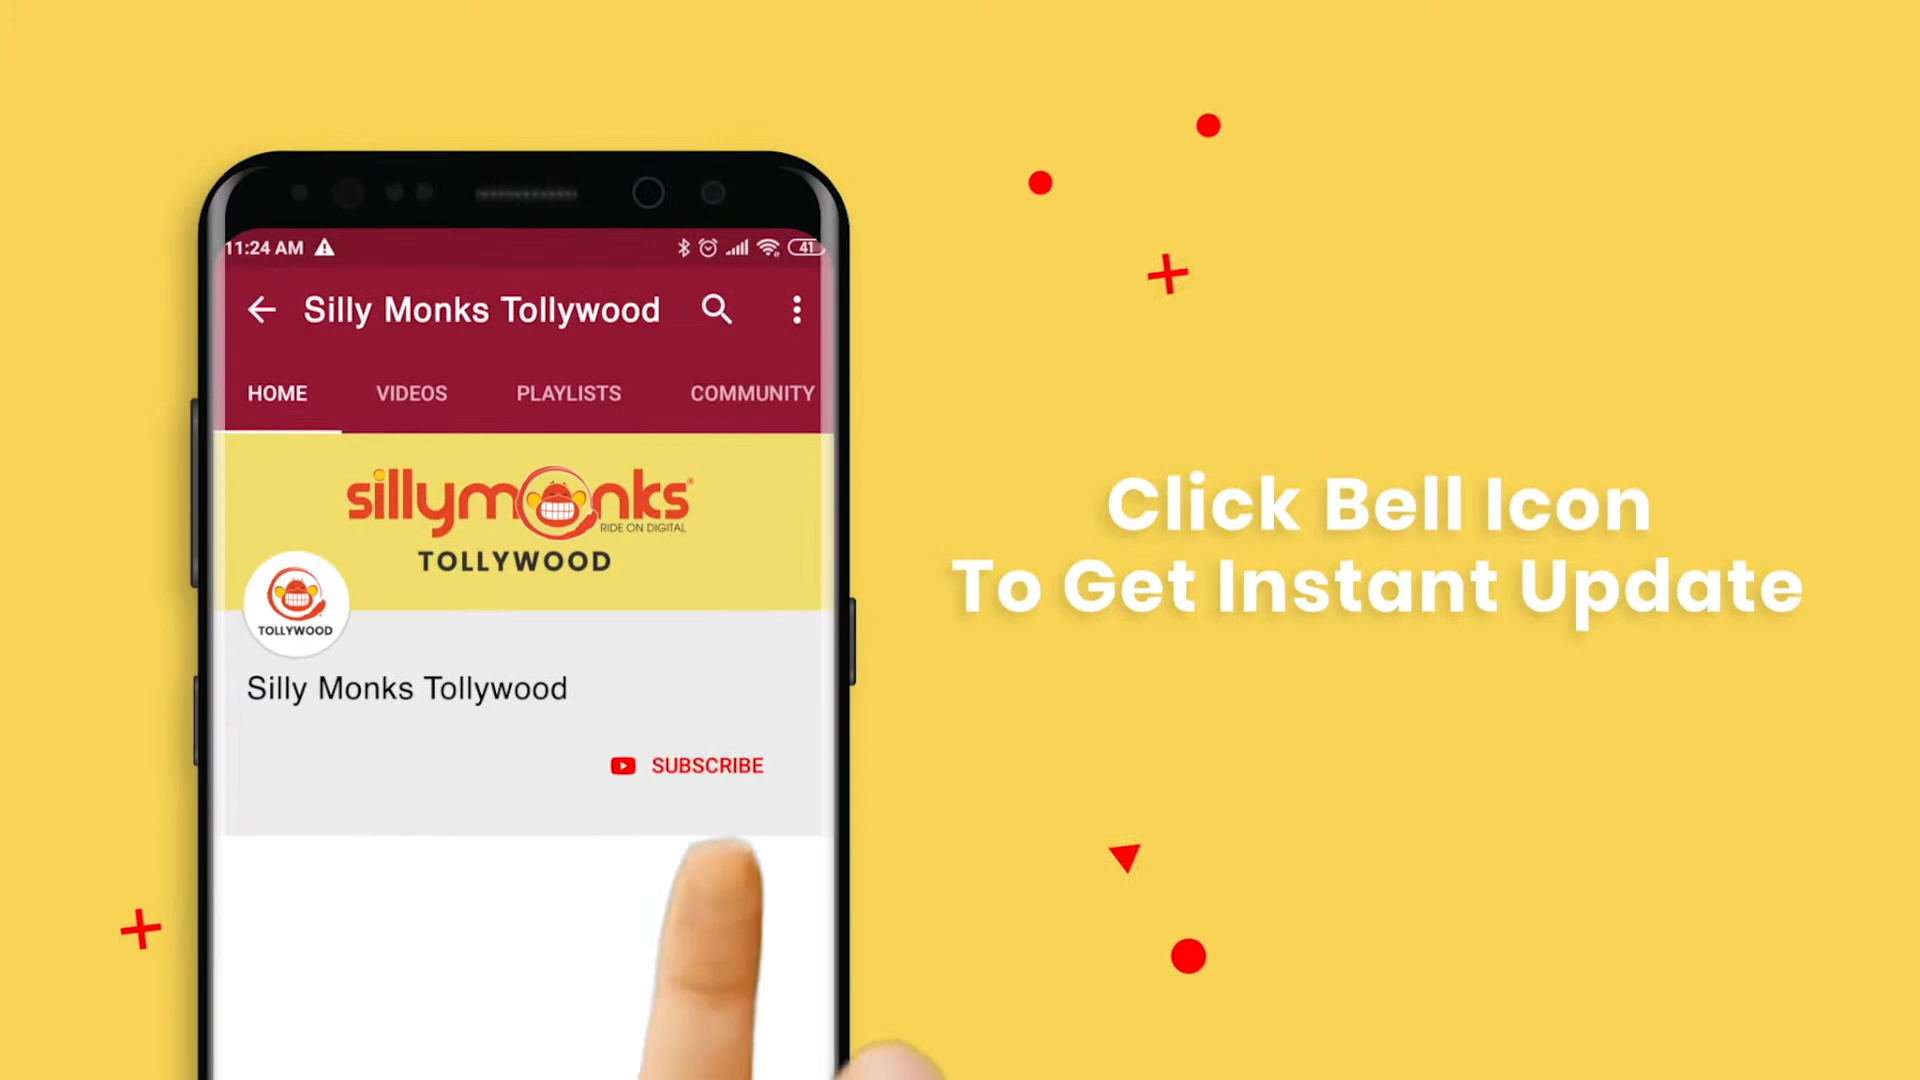 11:24 AM
41
Silly Monks Tollywood
HOME
VIDEOS
PLAYLISTS
COMMUNITY
sillymonks®
RIDE ON DIGITAL
TOLLYWOOD
TOLLYWOOD
Silly Monks Tollywood
SUBSCRIBE
Click Bell Icon
To Get Instant Update